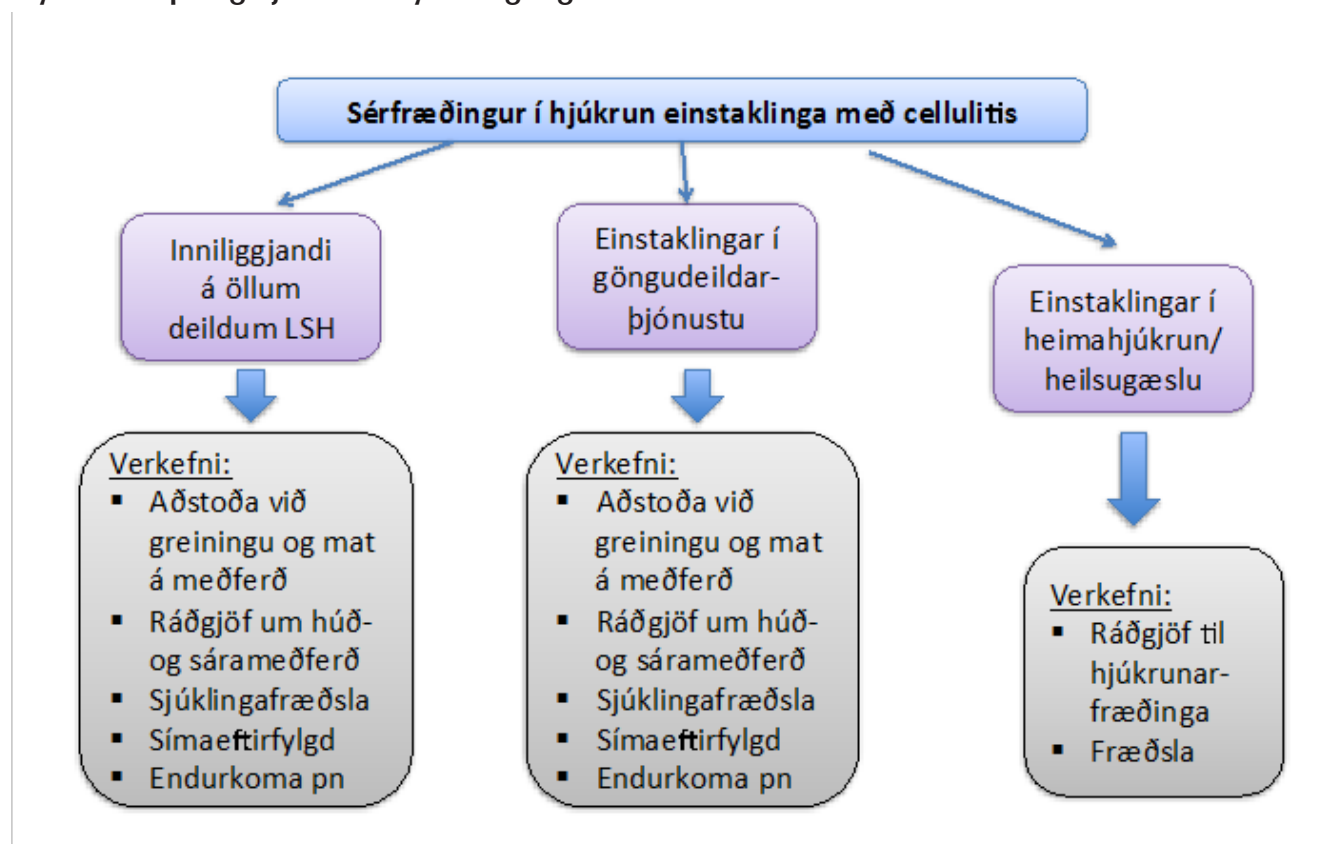 Sérfræðingur í hjúkrun einstaklinga með cellulitis
Inniliggjandi
á öllum
deildum LSH
Einstaklingar í
göngudeildar-
þjónustu
Einstaklingar í
heimahjúkrun/
heilsugæslu
Verkefni:
▪ Aðstoða við
greiningu og mat
á meðferð
▪ Ráðgjöf um húð-
og sárameðferð
▪ Sjúklingafræðsla
▪ Símaeftirfylgd
▪ Endurkoma pn
Verkefni:
▪ Aðstoða við
greiningu og mat
á meðferð
▪ Ráðgjöf um húð-
og sárameðferð
▪ Sjúklingafræðsla
▪ Símaeftirfylgd
▪ Endurkoma pn
Verkefni:
▪ Ráðgjöf til
hjúkrunar-
fræðinga
▪ Fræðsla